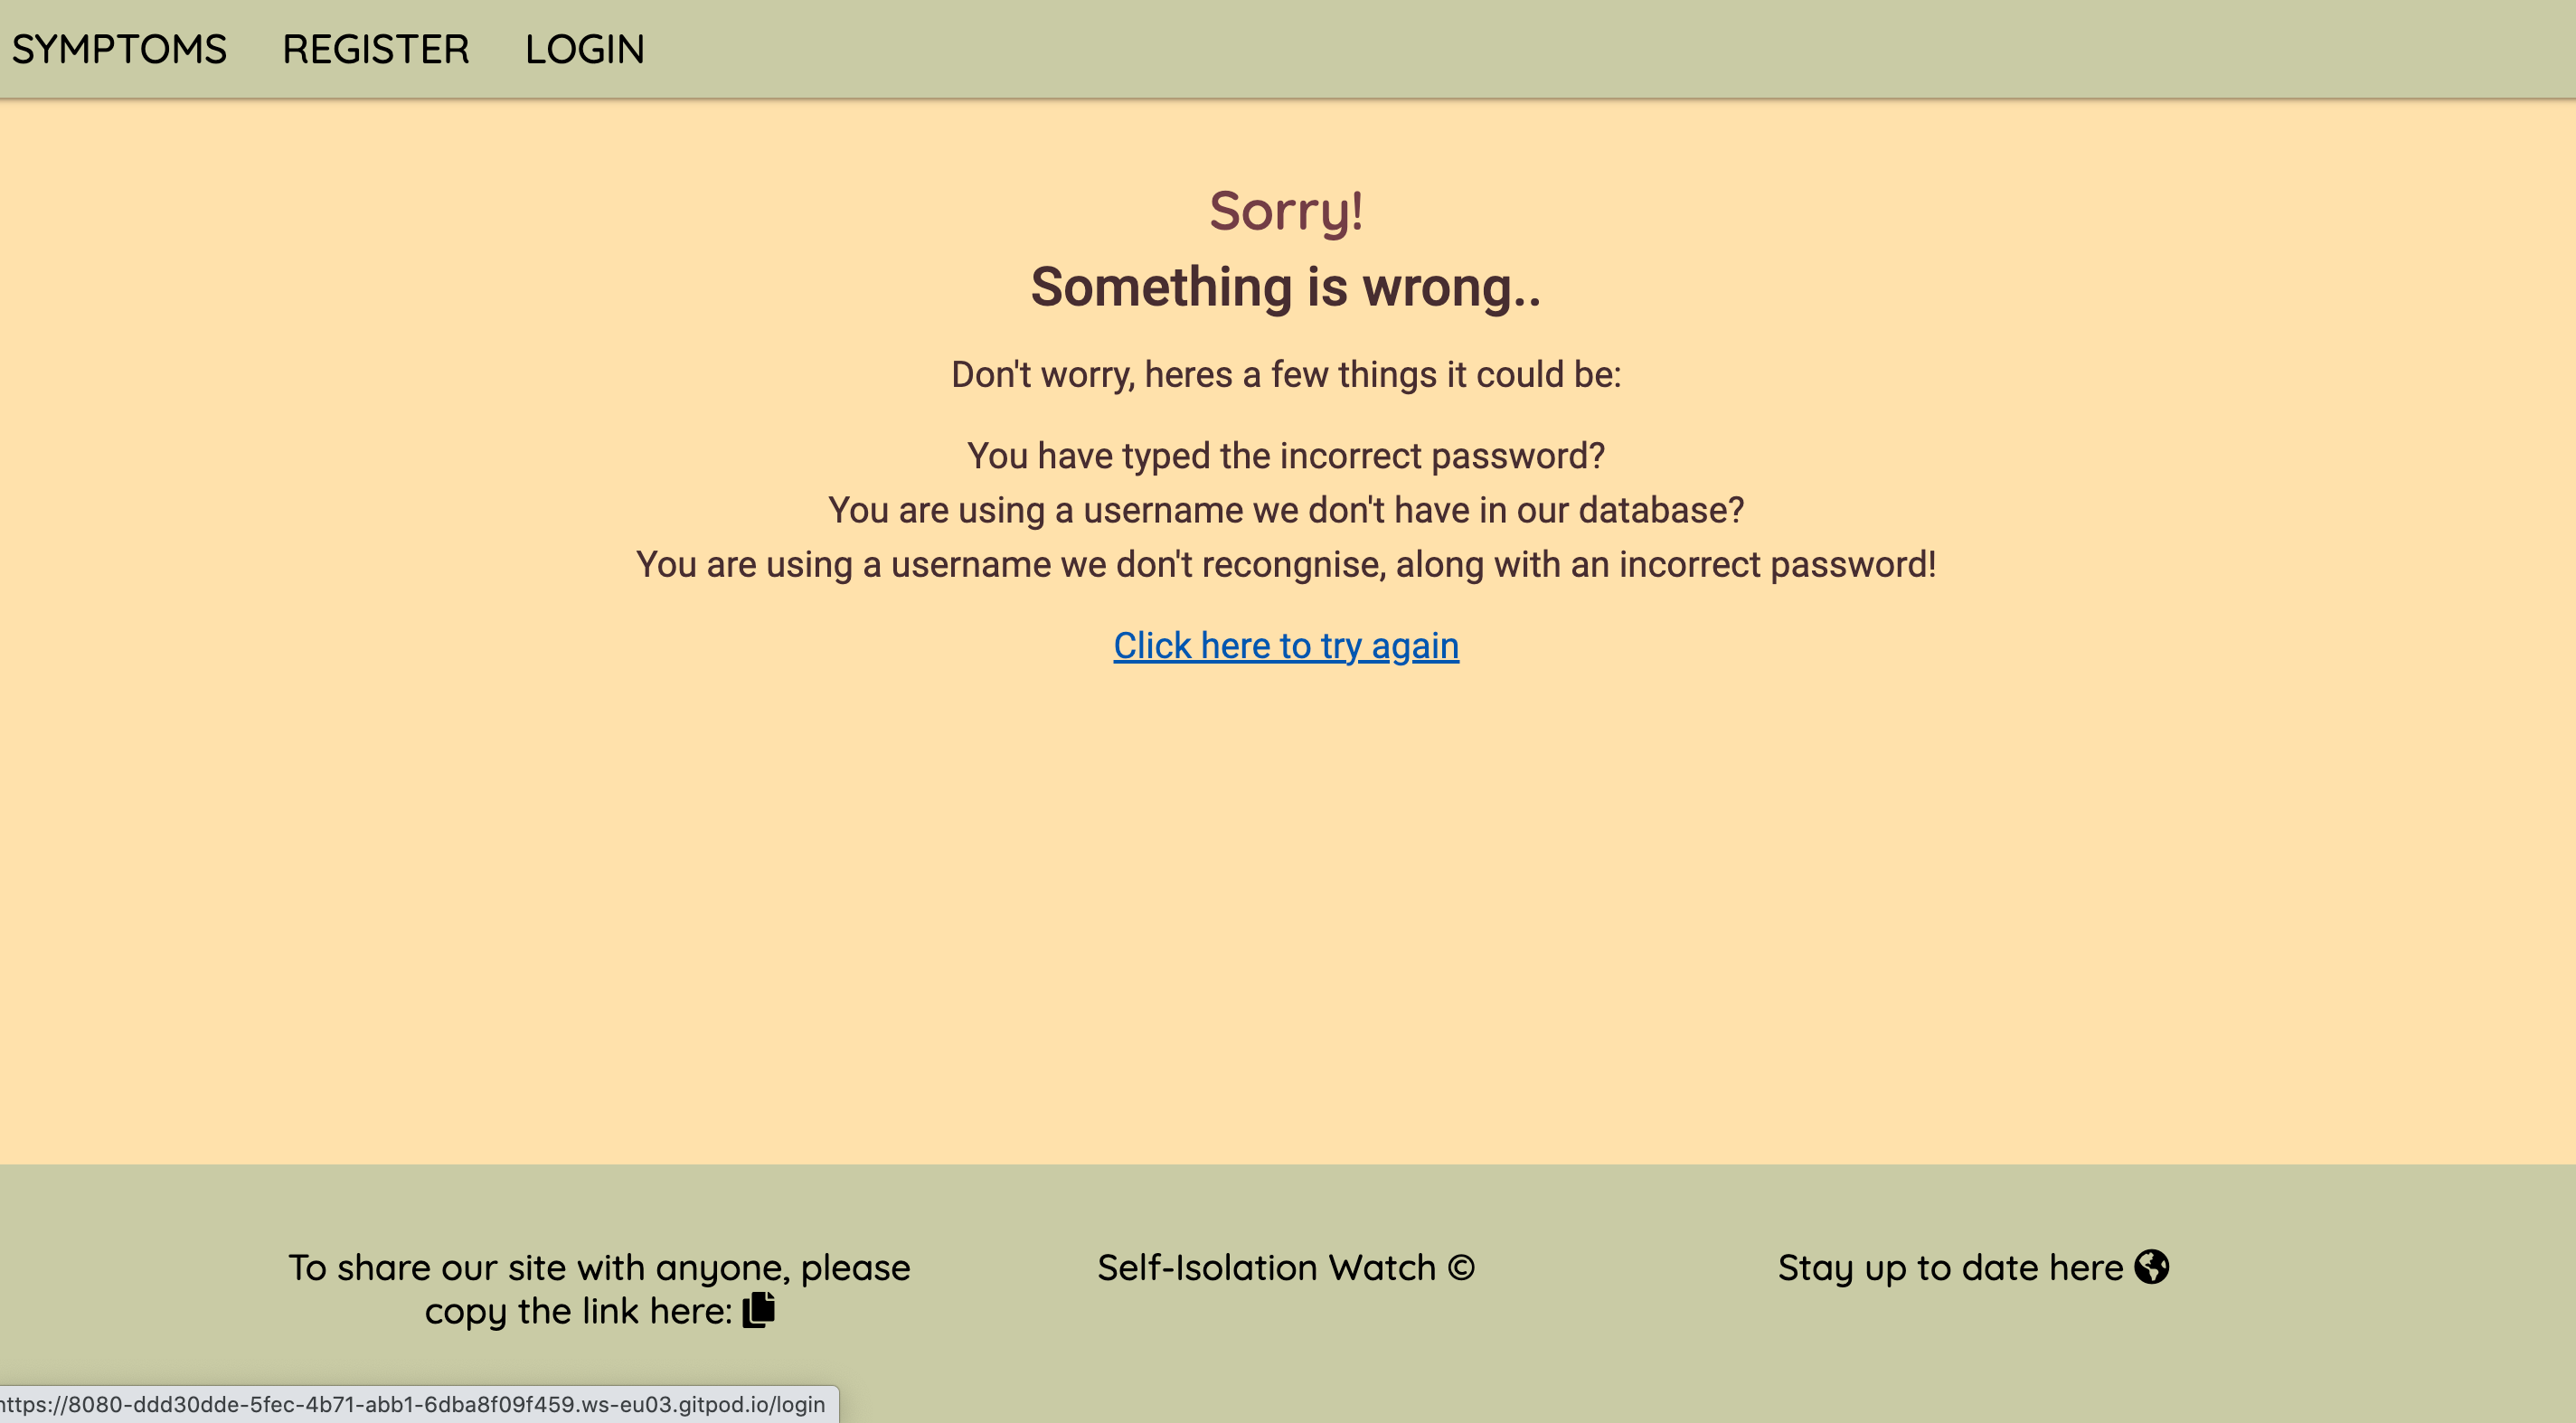 SYMPTOMS REGISTER LOGIN
Sorry!
Something is wrong..
Don't worry, heres a few things it could be:
You have typed the incorrect password?
You are using a username we don't have in our database?
You are using a username we don't recongnise, along with an incorrect password!
Click here to try again
To share our site with anyone, please
copy the link here:
Self-Isolation Watch ©
Stay up to date here
https://8080-ddd30dde-5fec-4b71-abb1-6dba8f09f459.ws-eu03.gitpod.io/login